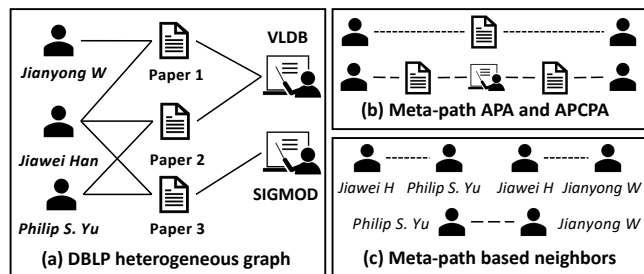 VLDB
Jianyong W
Paper 1
Jiawei Han
Paper 2
SIGMOD
Philip S. Yu
Paper 3
(a) DBLP heterogeneous graph
(b) Meta-path APA and APCPA
Jiawei H Philip S. Yu Jiawei H Jianyong W
Philip S. Yu Jianyong W
(c) Meta-path based neighbors